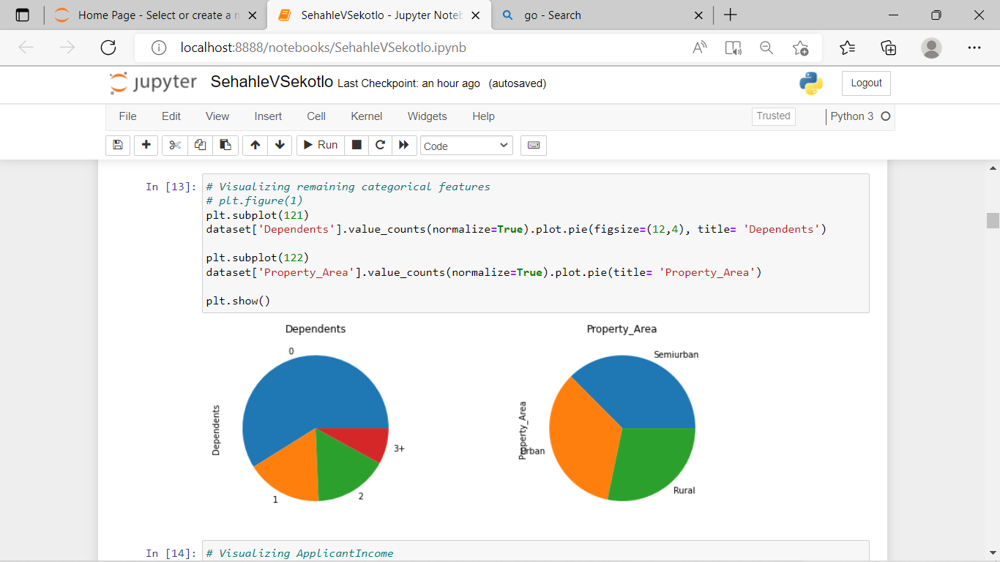 Home Page - Select or create a n
SehahleVSekotlo - Jupyter Noteb
go - Search
localhost:8888/notebooks/SehahleVSekotlo.ipynb
jupyter SehahleVSekotlo Last Checkpoint: an hour ago (autosaved)
Logout
File Edit View Insert Cell Kernel Widgets Help Trusted Python 3
Run Code
In [13]: # Visualizing remaining categorical features
# plt.figure(1)
plt.subplot(121)
dataset['Dependents'].value_counts(normalize=True).plot.pie(figsize=(12,4), title= 'Dependents')
plt.subplot(122)
dataset['Property_Area'].value_counts(normalize=True).plot.pie(title= 'Property_Area')
plt.show()
Dependents
0
Dependents
3+
1
2
Property_Area
Semiurban
Property_Area
Urban
Rural
In [14]: # Visualizing ApplicantIncome